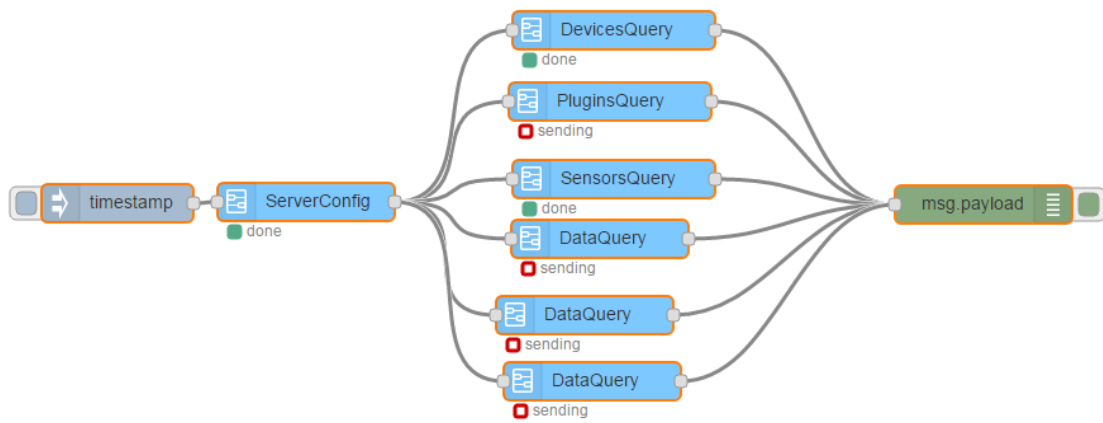 DevicesQuery
done
PluginsQuery
sending
timestamp
ServerConfig
done
SensorsQuery
done
DataQuery
sending
DataQuery
sending
DataQuery
sending
msg.payload